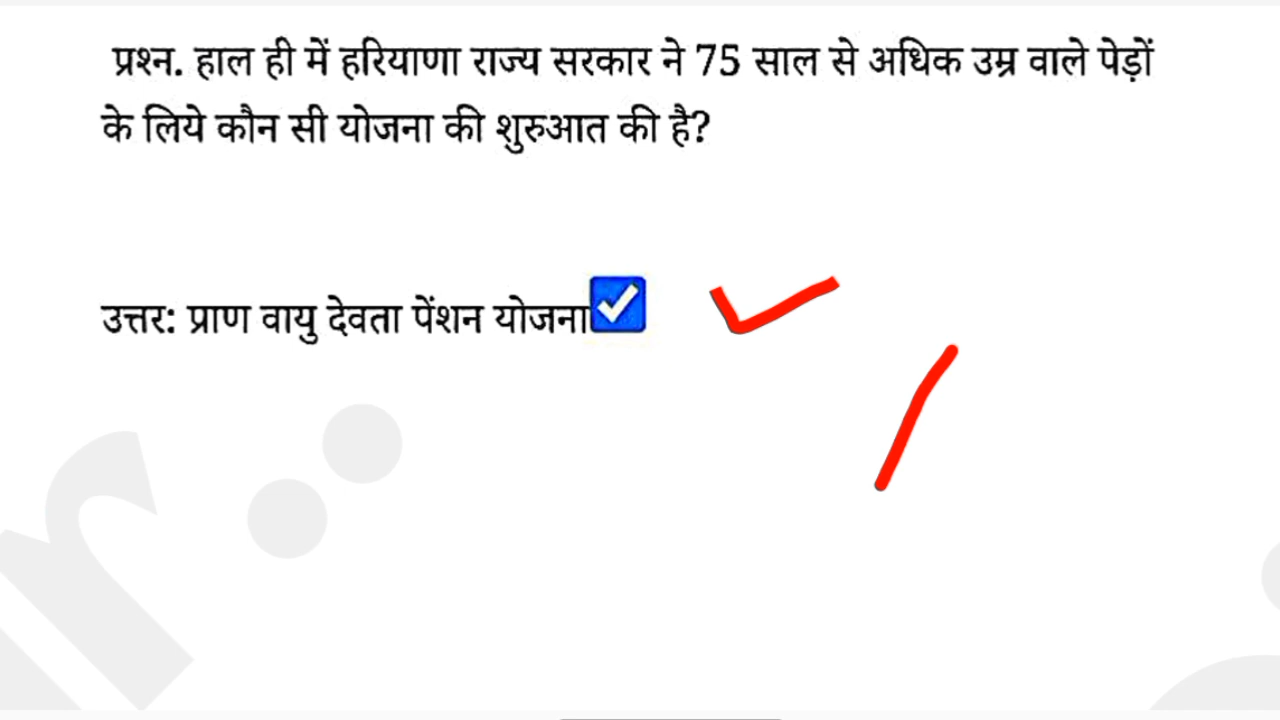 प्रश्न. हाल ही में हरियाणा राज्य सरकार ने 75 साल से अधिक उम्र वाले पेड़ों
के लिये कौन सी योजना की शुरुआत की है?
उत्तर: प्राण वायु देवता पेंशन योजना